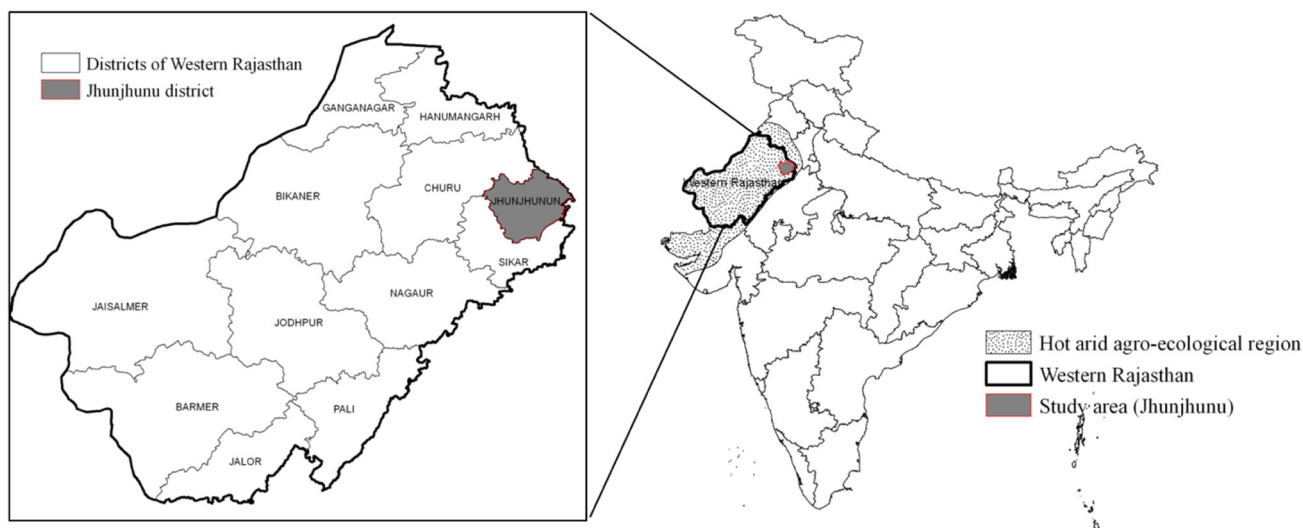 Districts of Western Rajasthan
Jhunjhunu district
GANGANAGAR
HANUMANGARH
BIKANER
CHURU
JHUNJHUNUN
SIKAR
NAGAUR
JAISALMER
JODHPUR
BARMER
PALI
JALOR
Western Rajasthan
Hot arid agro-ecological region
Western Rajasthan
Study area (Jhunjhunu)